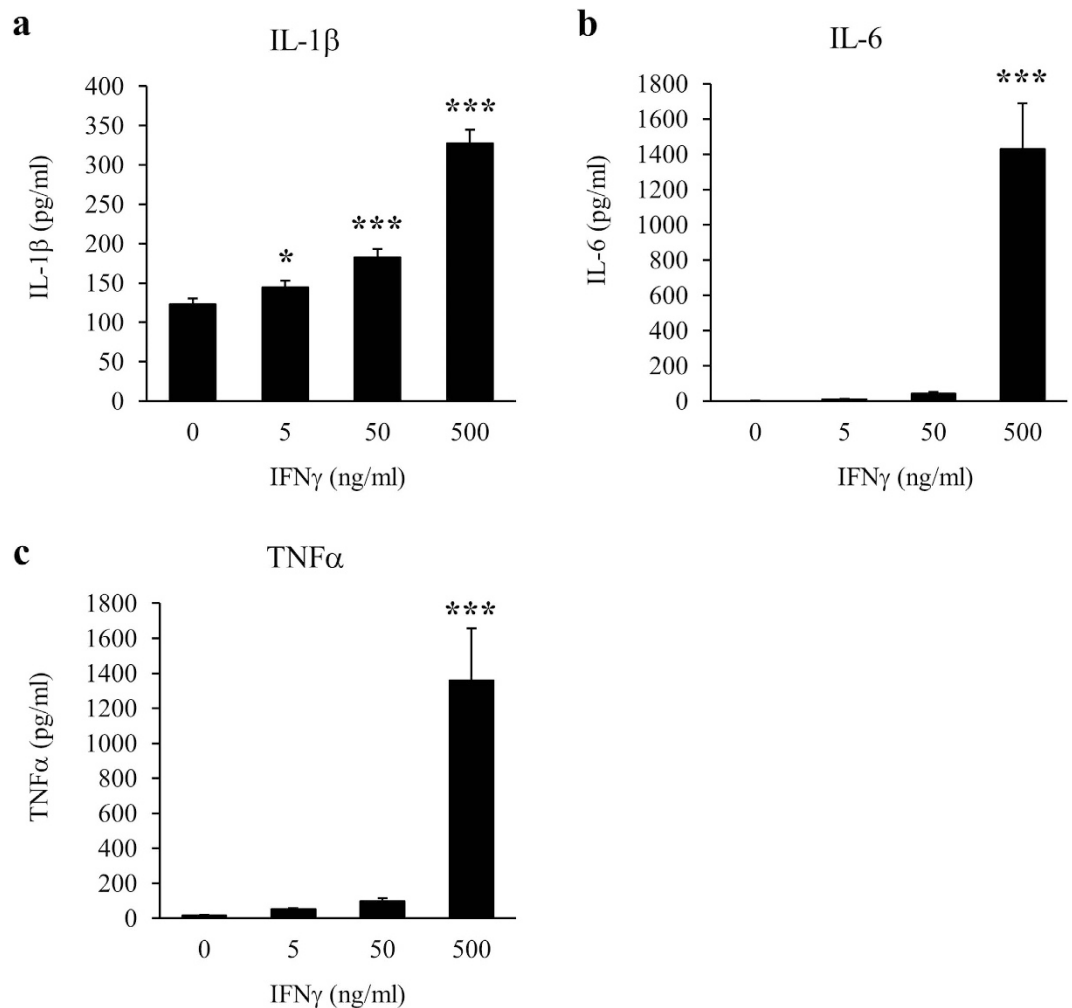 a
IL-1β
IL-1β (pg/ml)
400
350
300
250
200
150
100
50
0
*
***
***
0 5 50 500
IFNγ (ng/ml)
b
IL-6
IL-6 (pg/ml)
1800
1600
1400
1200
1000
800
600
400
200
0
***
0 5 50 500
IFNγ (ng/ml)
c
TNFα
TNFα (pg/ml)
1800
1600
1400
1200
1000
800
600
400
200
0
***
0 5 50 500
IFNγ (ng/ml)